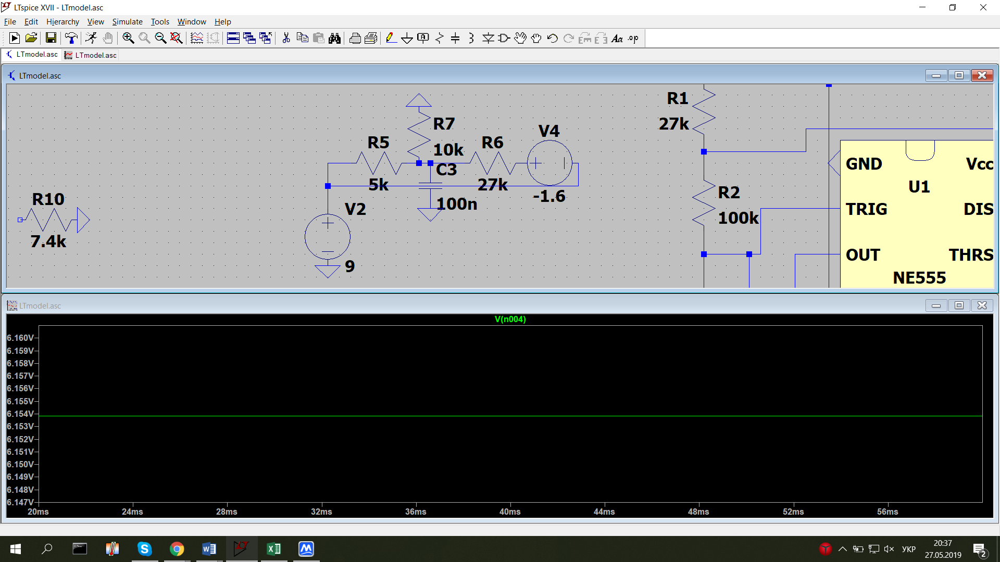 LTspice XVII - LTmodel.asc
File Edit Hierarchy View Simulate Tools Window Help
LTmodel.asc LTmodel.asc
LTmodel.asc
R1
27k
R7
10k
V4
R5
R6
C3
5k
27k
-1.6
100n
R10
7.4k
V2
9
R2
100k
GND Vcc
U1
TRIG DIS
OUT THRS
NE555
LTmodel.asc
V(n004)
6.160V
6.159V
6.158V
6.157V
6.156V
6.155V
6.154V
6.153V
6.152V
6.151V
6.150V
6.149V
6.148V
6.147V
20ms 24ms 28ms 32ms 36ms 40ms 44ms 48ms 52ms 56ms
УКР
20:37
27.05.2019
2